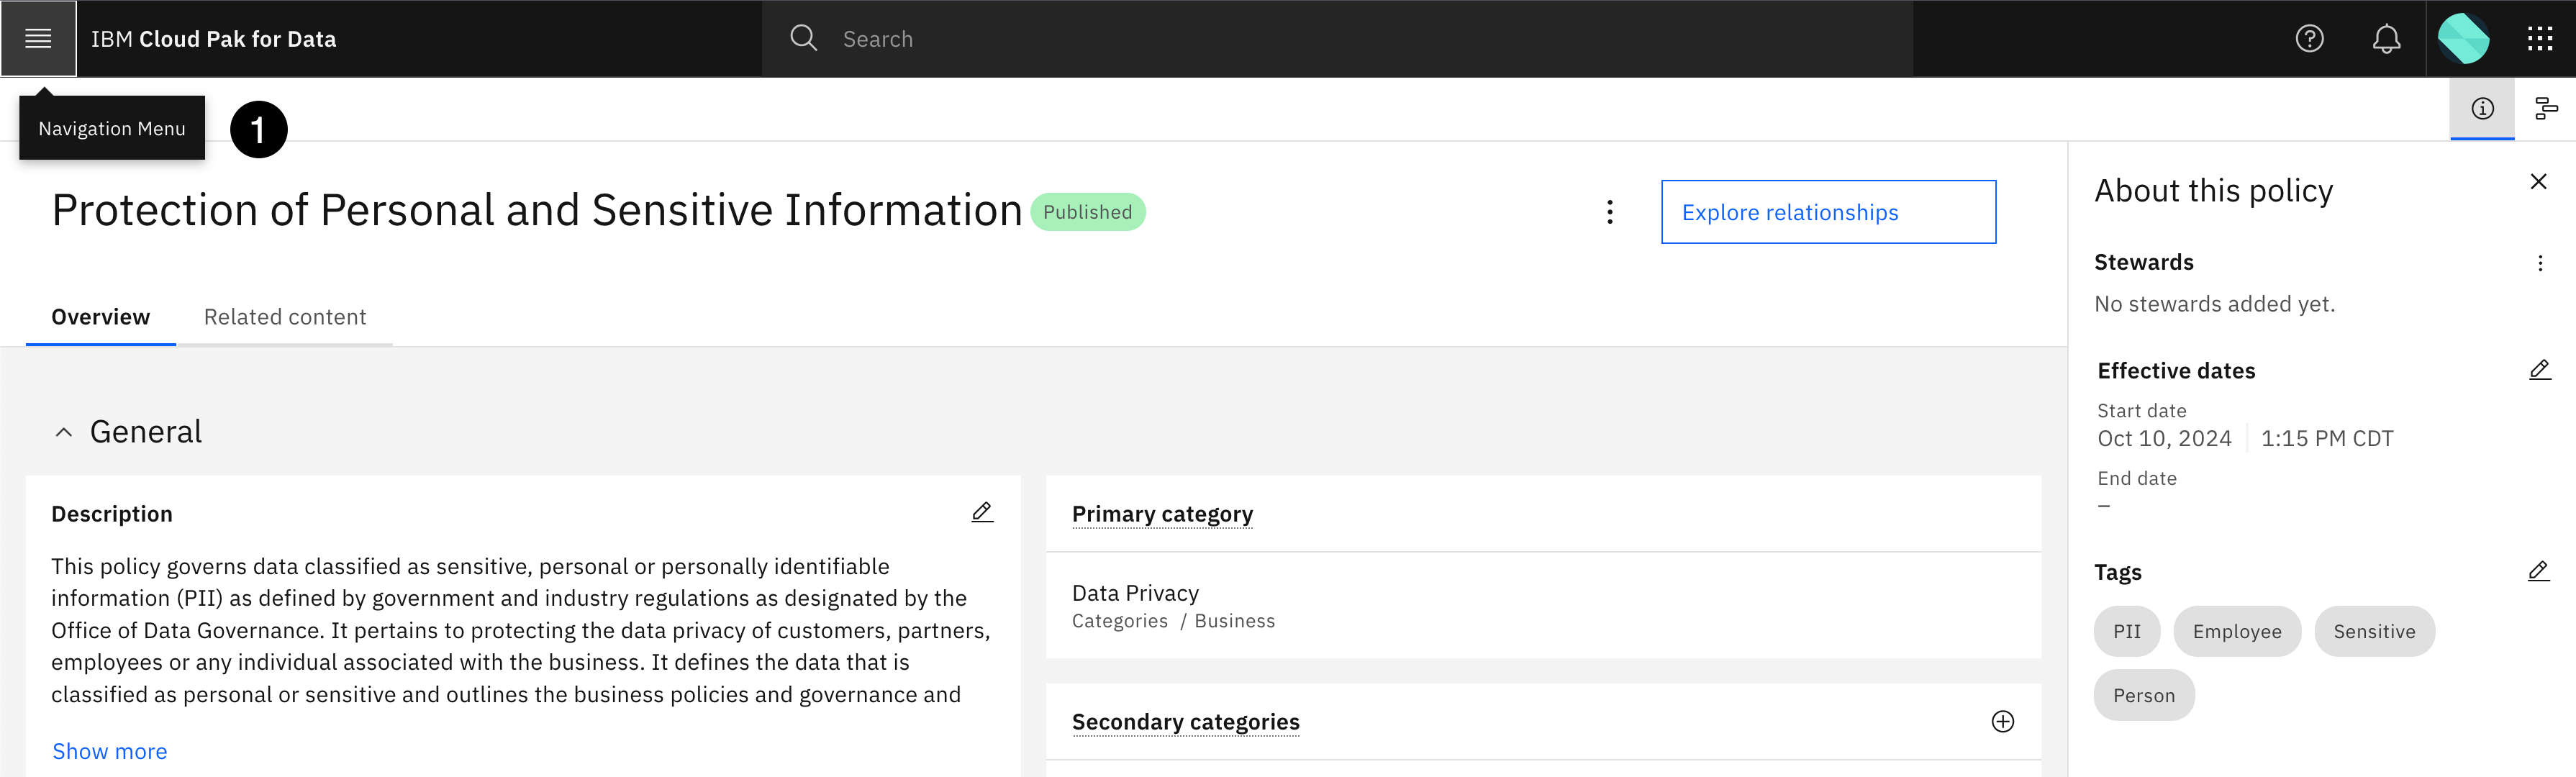 IBM Cloud Pak for Data
Search
Navigation Menu
1
Protection of Personal and Sensitive Information
Published
Explore relationships
Overview
Related content
General
Description
This policy governs data classified as sensitive, personal or personally identifiable
information (PII) as defined by government and industry regulations as designated by the
Office of Data Governance. It pertains to protecting the data privacy of customers, partners,
employees or any individual associated with the business. It defines the data that is
classified as personal or sensitive and outlines the business policies and governance and
Show more
Primary category
Data Privacy
Categories / Business
Secondary categories
About this policy
Stewards
No stewards added yet.
Effective dates
Start date
Oct 10, 2024 1:15 PM CDT
End date
–
Tags
PII Employee Sensitive
Person